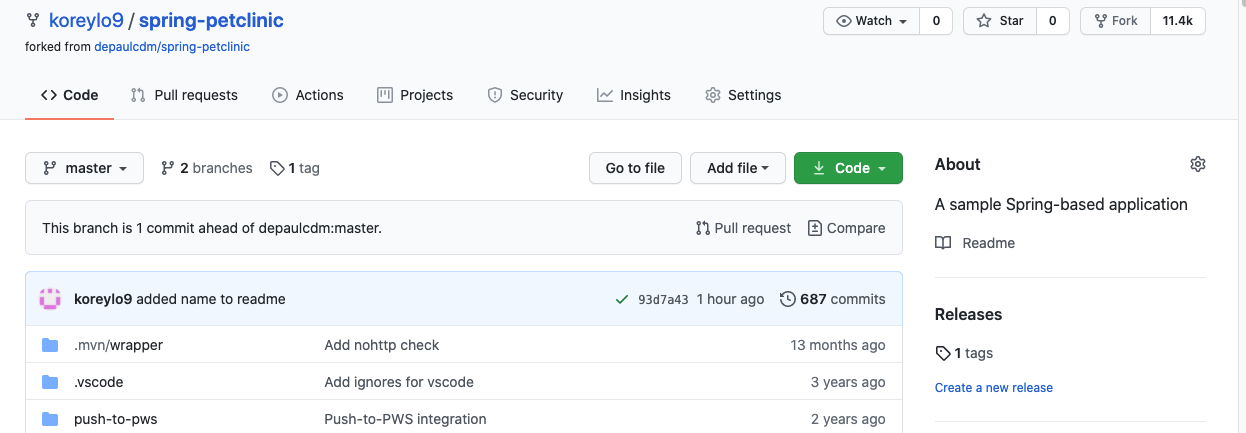 koreylo9 / spring-petclinic
Watch 0 Star 0 Fork 11.4k
forked from depaulcdm/spring-petclinic
Code Pull requests Actions Projects Security Insights Settings
master 2 branches 1 tag Go to file Add file Code
About
A sample Spring-based application
This branch is 1 commit ahead of depaulcdm:master. Pull request Compare
Readme
koreylo9 added name to readme 93d7a43 1 hour ago 687 commits
Releases
.mvn/wrapper Add nohttp check 13 months ago
1 tags
.vscode Add ignores for vscode 3 years ago
Create a new release
push-to-pws Push-to-PWS integration 2 years ago